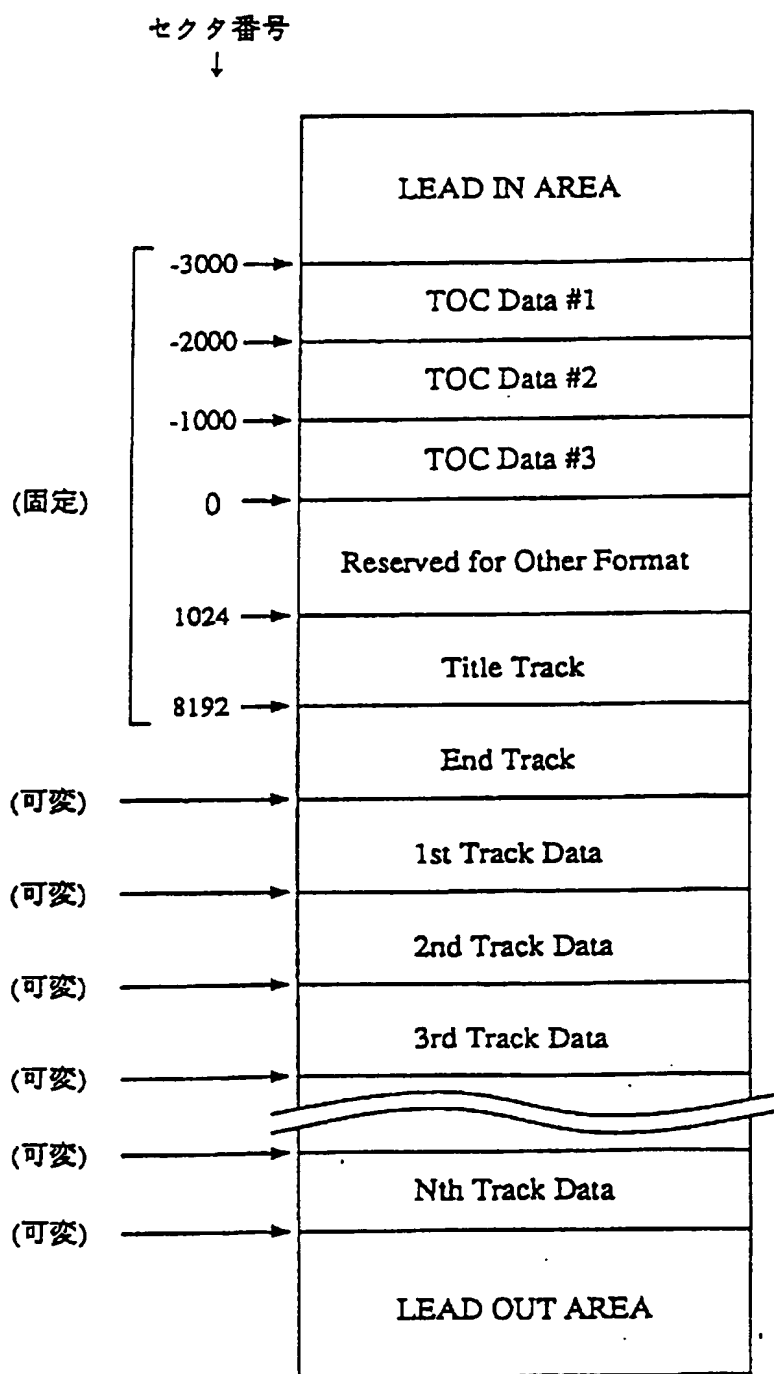 セクタ番号
↓
LEAD IN AREA
-3000
TOC Data #1
-2000
TOC Data #2
-1000
TOC Data #3
(固定)
0
Reserved for Other Format
1024
Title Track
8192
End Track
(可変)
1st Track Data
(可変)
2nd Track Data
(可変)
3rd Track Data
(可変)
(可変)
Nth Track Data
(可変)
LEAD OUT AREA